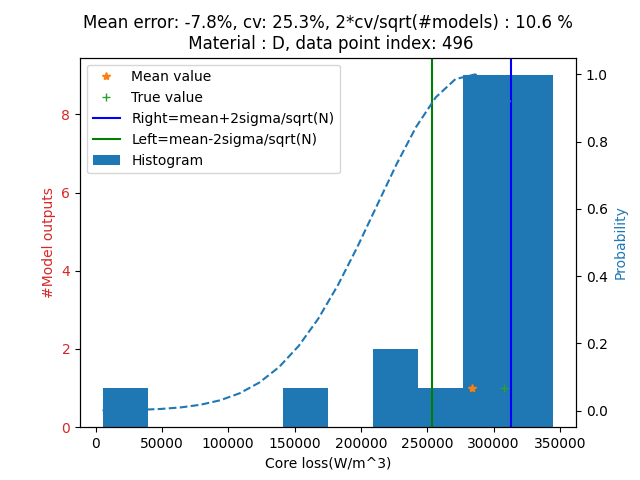 Mean error: -7.8%, cv: 25.3%, 2*cv/sqrt(#models) : 10.6 %
Material : D, data point index: 496
Mean value
True value
Right=mean+2sigma/sqrt(N)
Left=mean-2sigma/sqrt(N)
Histogram
#Model outputs
0
2
4
6
8
Probability
0.0
0.2
0.4
0.6
0.8
1.0
0 50000 100000 150000 200000 250000 300000 350000
Core loss(W/m^3)